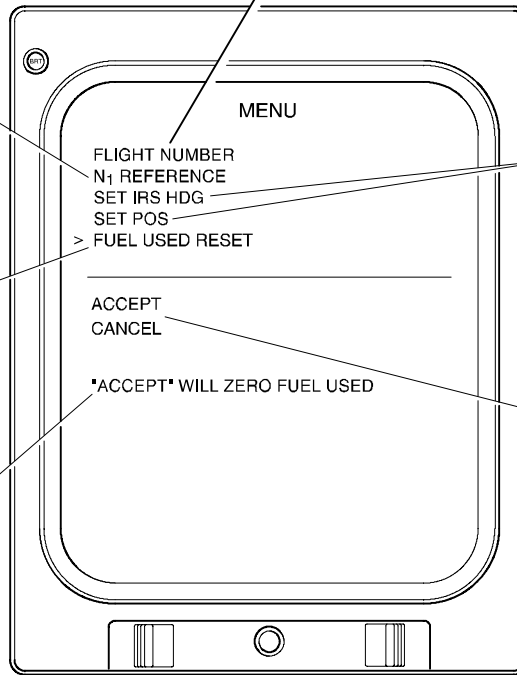 BRT
MENU
FLIGHT NUMBER
N1 REFERENCE
SET IRS HDG
SET POS
> FUEL USED RESET
ACCEPT
CANCEL
"ACCEPT" WILL ZERO FUEL USED